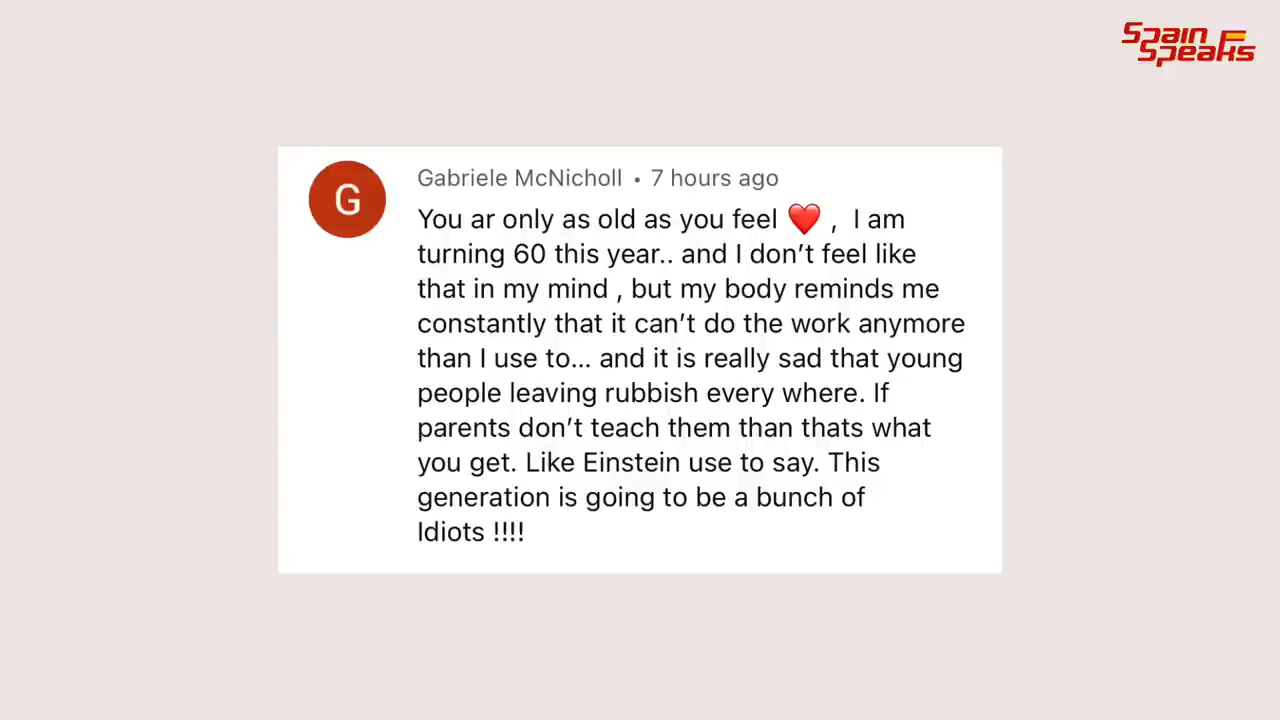 Spain
Speaks
G
Gabriele McNicholl • 7 hours ago
You ar only as old as you feel ❤️ , I am
turning 60 this year.. and I don’t feel like
that in my mind , but my body reminds me
constantly that it can’t do the work anymore
than I use to... and it is really sad that young
people leaving rubbish every where. If
parents don’t teach them than thats what
you get. Like Einstein use to say. This
generation is going to be a bunch of
Idiots !!!!